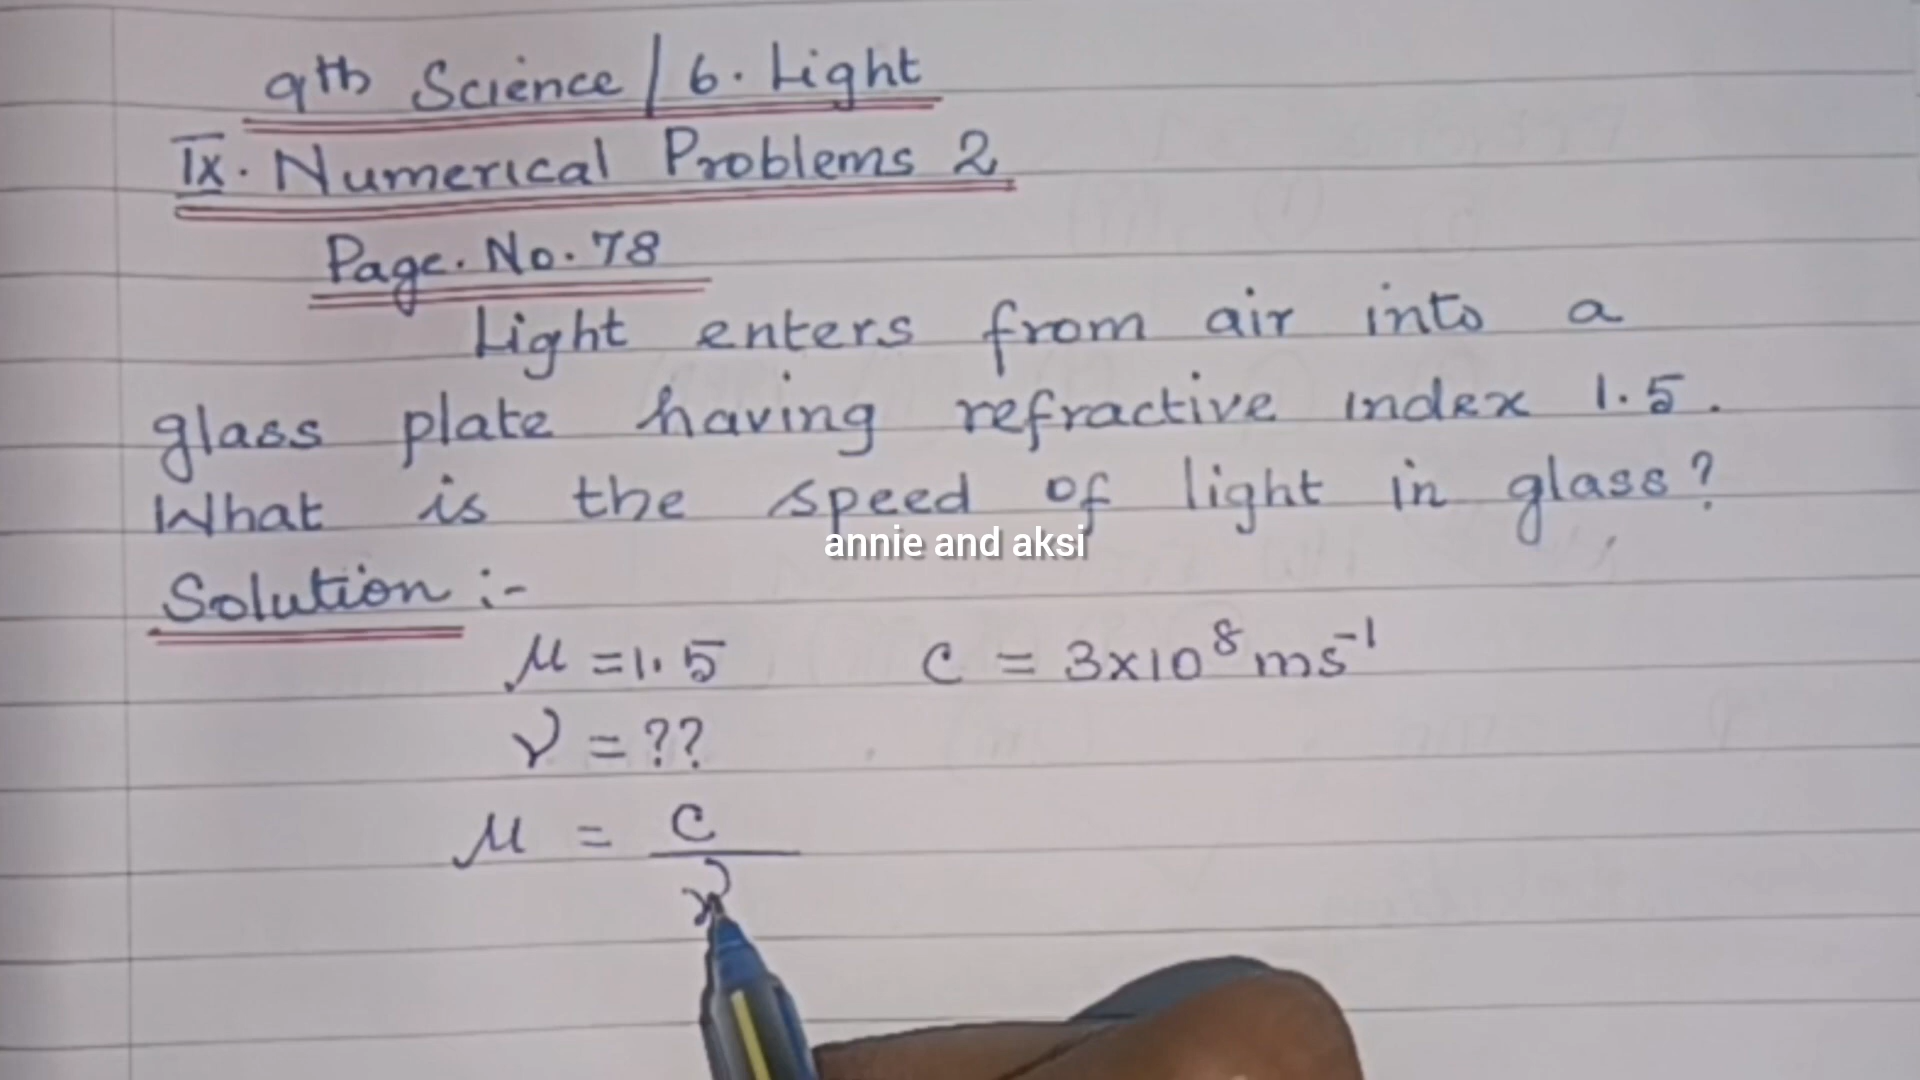 9th Science / 6. Light
IX. Numerical Problems 2
Page. No. 78
Light enters from air into a
glass plate having refractive index 1.5.
What is the speed of light in glass?
annie and aksi
Solution :-
μ = 1.5 c = 3x10⁸ ms⁻¹
ν = ??
μ = c
ν